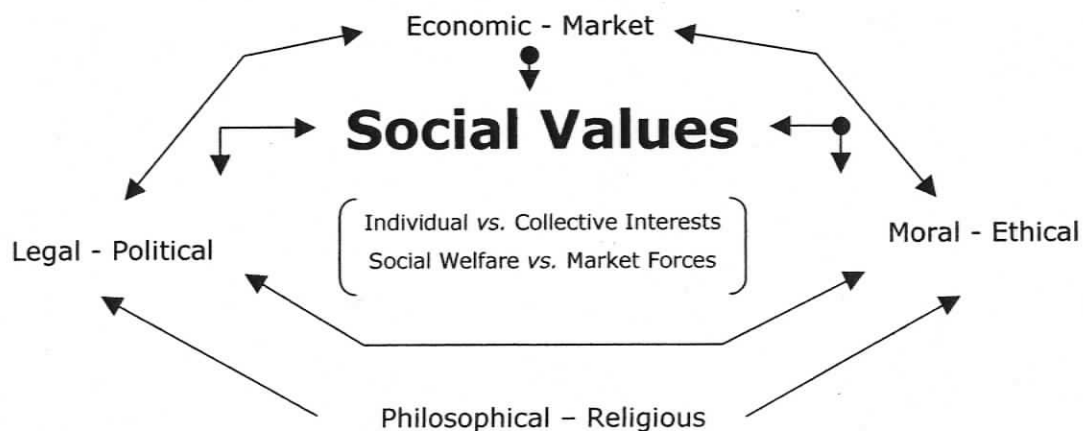 Economic - Market
Social Values
Individual vs. Collective Interests
Social Welfare vs. Market Forces
Legal - Political
Moral - Ethical
Philosophical – Religious